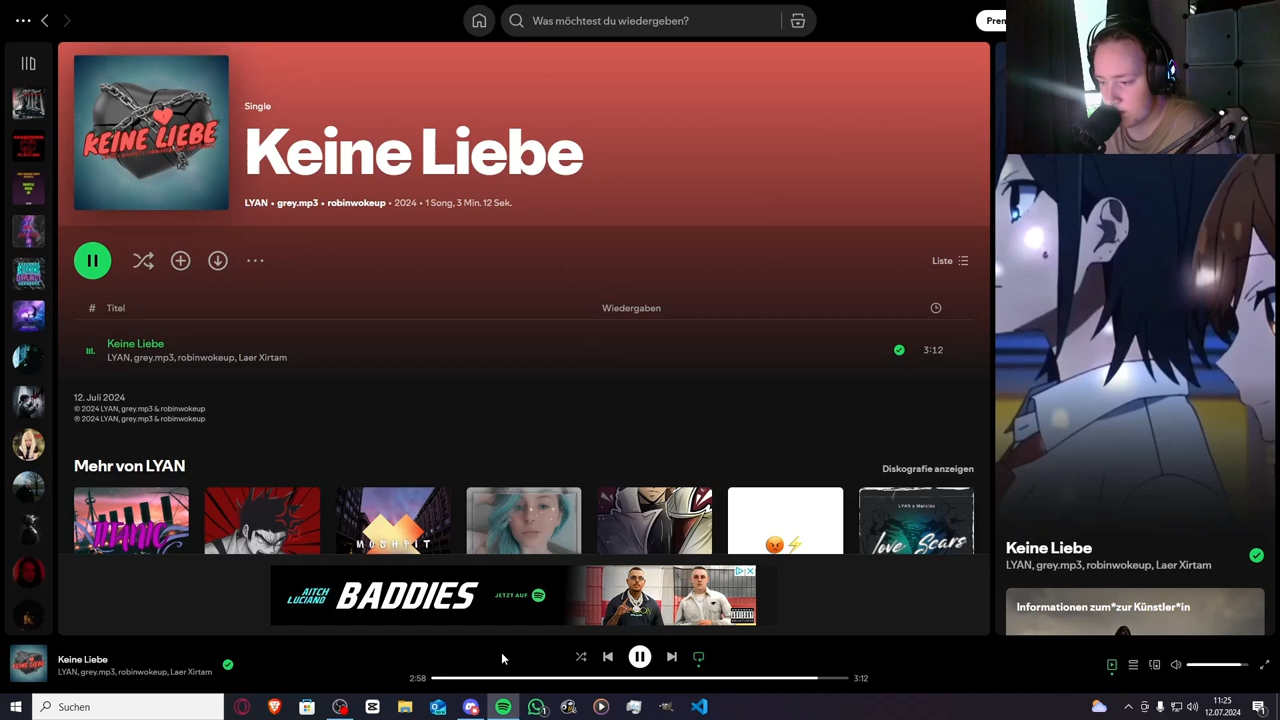 Was möchtest du wiedergeben?
Pren
Single
Keine Liebe
LYAN • grey.mp3 • robinwokeup • 2024 • 1 Song, 3 Min. 12 Sek.
KEINE LIEBE
Liste
# Titel Wiedergaben
Keine Liebe
LYAN, grey.mp3, robinwokeup, Laer Xirtam
3:12
12. Juli 2024
© 2024 LYAN, grey.mp3 & robinwokeup
℗ 2024 LYAN, grey.mp3 & robinwokeup
Mehr von LYAN
Diskografie anzeigen
TITANIC
MOSHPIT
LYAN x Marcios
love Scars
AITCH
LUCIANO
BADDIES
JETZT AUF
Keine Liebe
LYAN, grey.mp3, robinwokeup, Laer Xirtam
Informationen zum*zur Künstler*in
Keine Liebe
LYAN, grey.mp3, robinwokeup, Laer Xirtam
2:58
3:12
Suchen
11:25
12.07.2024